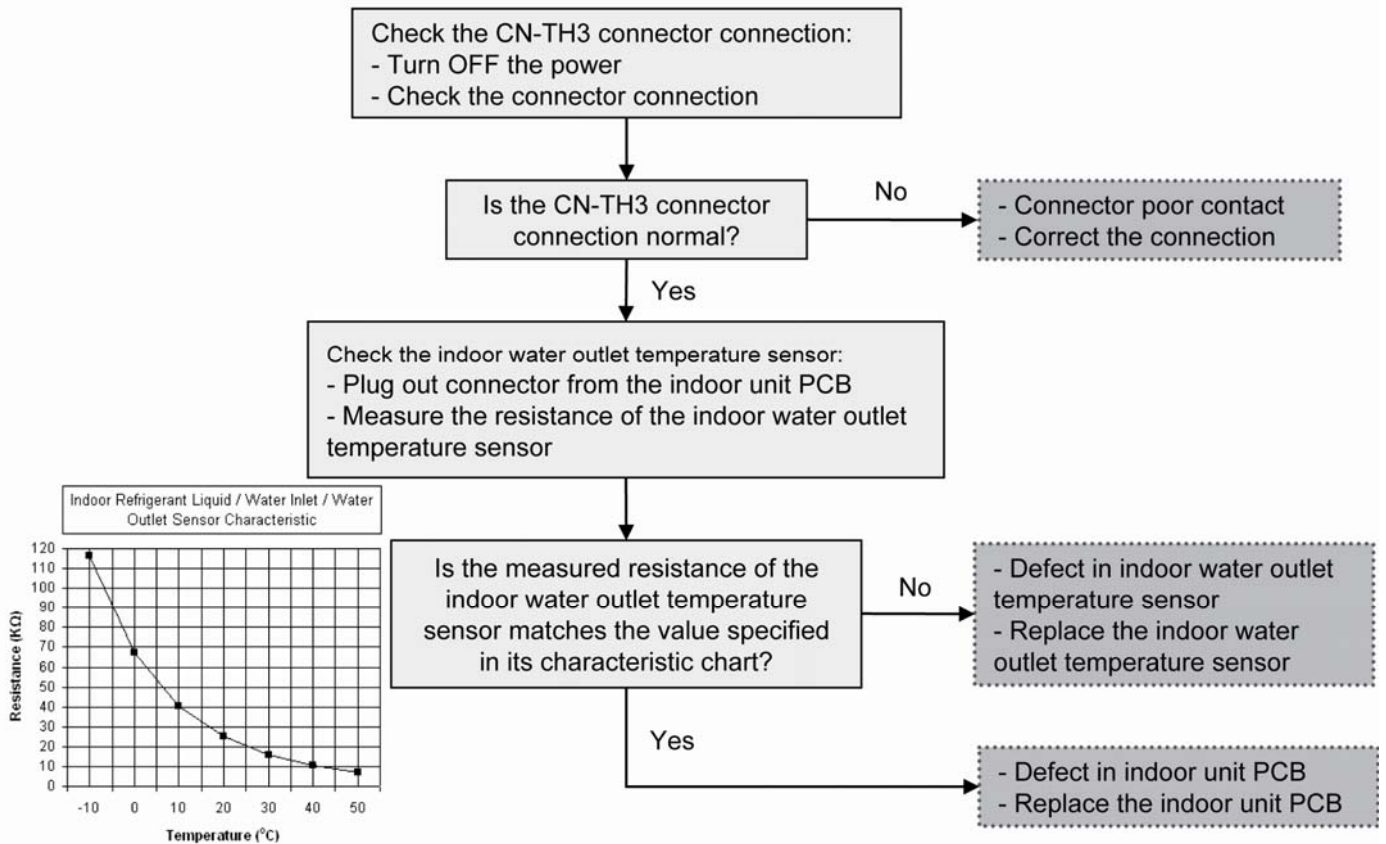 Check the CN-TH3 connector connection:
- Turn OFF the power
- Check the connector connection
Is the CN-TH3 connector
connection normal?
No
- Connector poor contact
- Correct the connection
Yes
Check the indoor water outlet temperature sensor:
- Plug out connector from the indoor unit PCB
- Measure the resistance of the indoor water outlet
temperature sensor
Indoor Refrigerant Liquid / Water Inlet / Water
Outlet Sensor Characteristic
Resistance (KΩ)
120
110
100
90
80
70
60
50
40
30
20
10
0
-10 0 10 20 30 40 50
Temperature (°C)
Is the measured resistance of the
indoor water outlet temperature
sensor matches the value specified
in its characteristic chart?
No
- Defect in indoor water outlet
temperature sensor
- Replace the indoor water
outlet temperature sensor
Yes
- Defect in indoor unit PCB
- Replace the indoor unit PCB